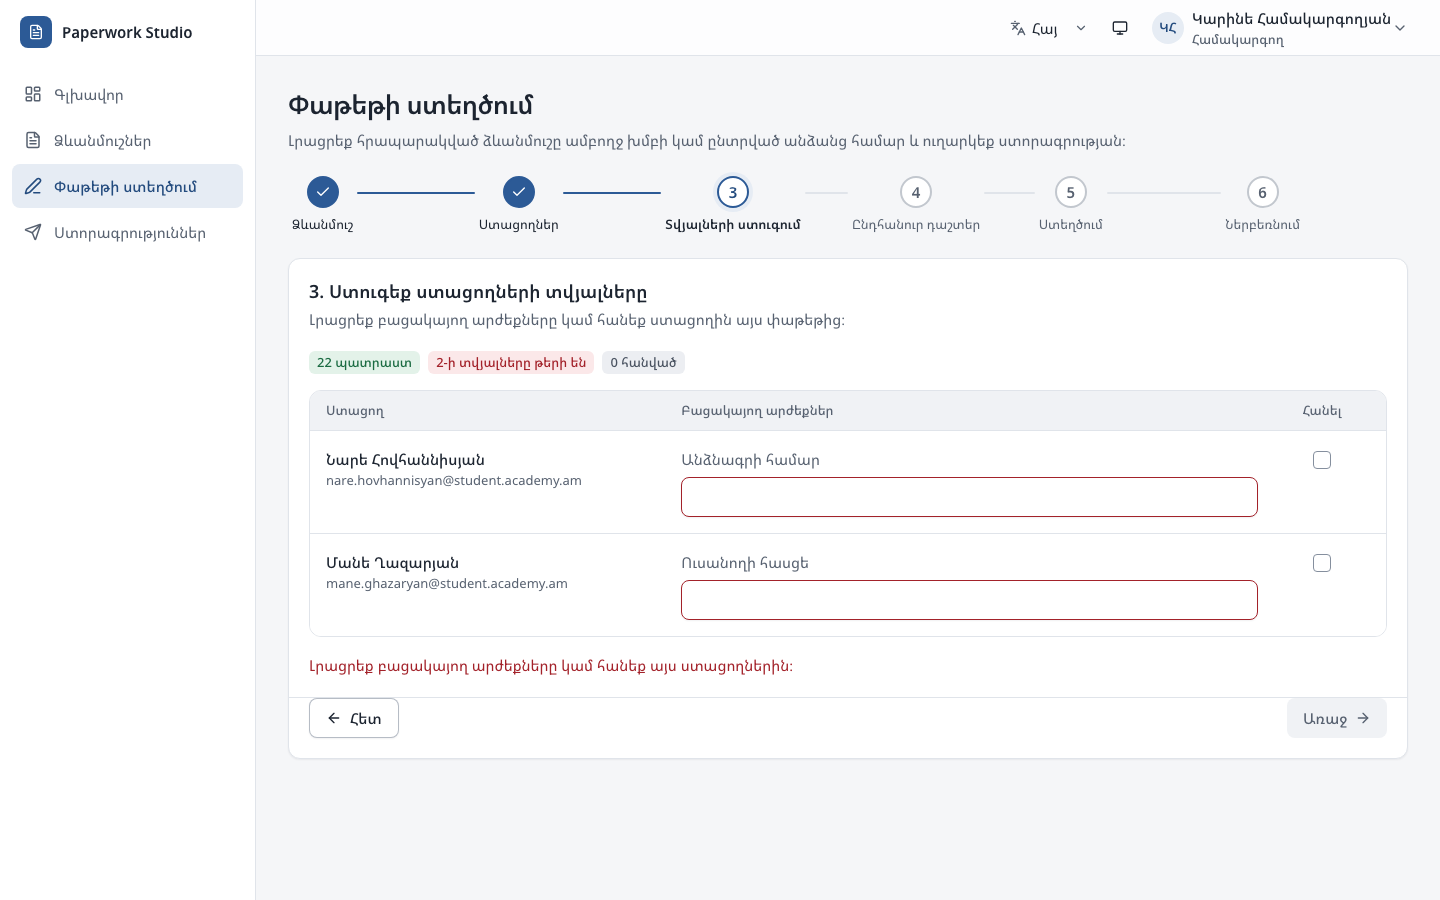 Paperwork Studio
Հայ
ԿՀ
Կարինե Համակարգողյան
Համակարգող
Գլխավոր
Ձևանմուշներ
Փաթեթի ստեղծում
Ստորագրություններ
Փաթեթի ստեղծում
Լրացրեք հրապարակված ձևանմուշը ամբողջ խմբի կամ ընտրված անձանց համար և ուղարկեք ստորագրության։
3 4 5 6
Ձևանմուշ Ստացողներ Տվյալների ստուգում Ընդհանուր դաշտեր Ստեղծում Ներբեռնում
3. Ստուգեք ստացողների տվյալները
Լրացրեք բացակայող արժեքները կամ հանեք ստացողին այս փաթեթից։
22 պատրաստ 2-ի տվյալները թերի են 0 հանված
Ստացող Բացակայող արժեքներ Հանել
Նարե Հովհաննիսյան Անձնագրի համար
nare.hovhannisyan@student.academy.am
Մանե Ղազարյան Ուսանողի հասցե
mane.ghazaryan@student.academy.am
Լրացրեք բացակայող արժեքները կամ հանեք այս ստացողներին։
Հետ Առաջ